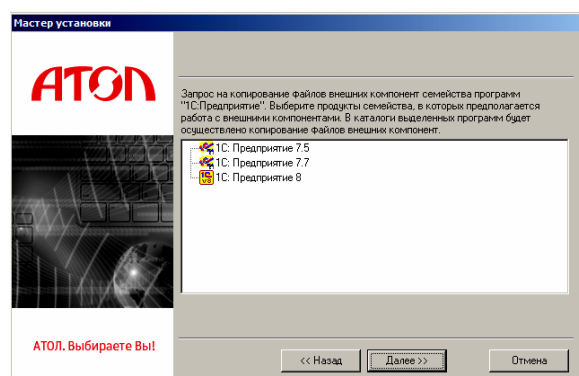 Мастер установки
АТОЛ
Запрос на копирование файлов внешних компонент семейства программ
"1С:Предприятие". Выберите продукты семейства, в которых предполагается
работа с внешними компонентами. В каталоги выделенных программ будет
осуществлено копирование файлов внешних компонент.
1С: Предприятие 7.5
1С: Предприятие 7.7
1С: Предприятие 8
АТОЛ. Выбираете Вы!
<< Назад
Далее >>
Отмена